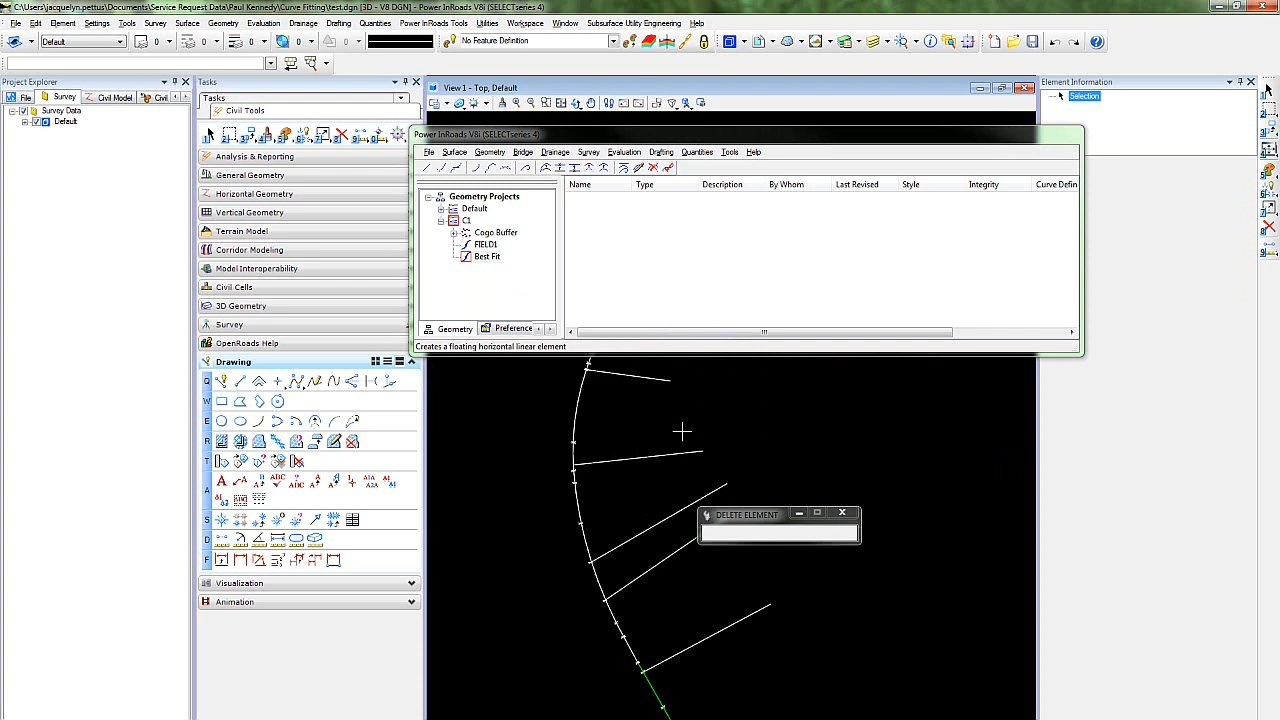 C:\Users\jacquelyn.pettus\Documents\Service Request Data\Paul Kennedy\Curve Fitting\test.dgn [3D - V8 DGN] - Power InRoads V8i (SELECTseries 4)
File Element Settings Tools Survey Surface Geometry Evaluation Drainage Drafting Quantities Power InRoads Tools Utilities Workspace Window Subsurface Utility Engineering Help
Default 0 0 0 0 No Feature Definition
Project Explorer
File Survey Civil Model Civil
Survey Data
Default
Tasks
Tasks
Civil Tools
Analysis & Reporting
General Geometry
Horizontal Geometry
Vertical Geometry
Terrain Model
Corridor Modeling
Model Interoperability
Civil Cells
3D Geometry
Survey
OpenRoads Help
Drawing
Q
W
E
R
T
A
S
D
F
Visualization
Animation
View 1 - Top, Default
Power InRoads V8i (SELECTseries 4)
File Surface Geometry Bridge Drainage Survey Evaluation Drafting Quantities Tools Help
Geometry Projects
Default
C1
Cogo Buffer
FIELD1
Best Fit
Geometry Preference
Name Type Description By Whom Last Revised Style Integrity Curve Defin
Creates a floating horizontal linear element
DELETE ELEMENT
Element Information
Selection